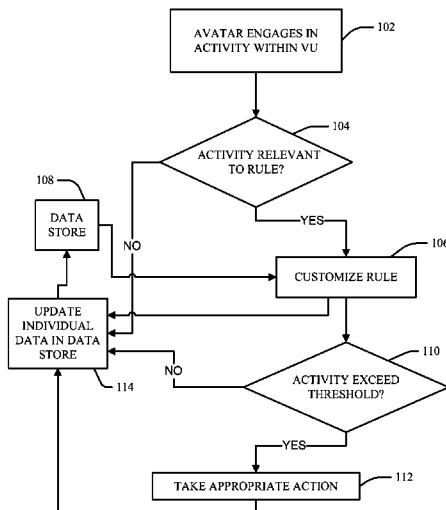 AVATAR ENGAGES IN
ACTIVITY WITHIN VU
102
104
ACTIVITY RELEVANT
TO RULE?
108
DATA
STORE
NO
YES
106
CUSTOMIZE RULE
UPDATE
INDIVIDUAL
DATA IN DATA
STORE
114
110
ACTIVITY EXCEED
THRESHOLD?
NO
YES
112
TAKE APPROPRIATE ACTION